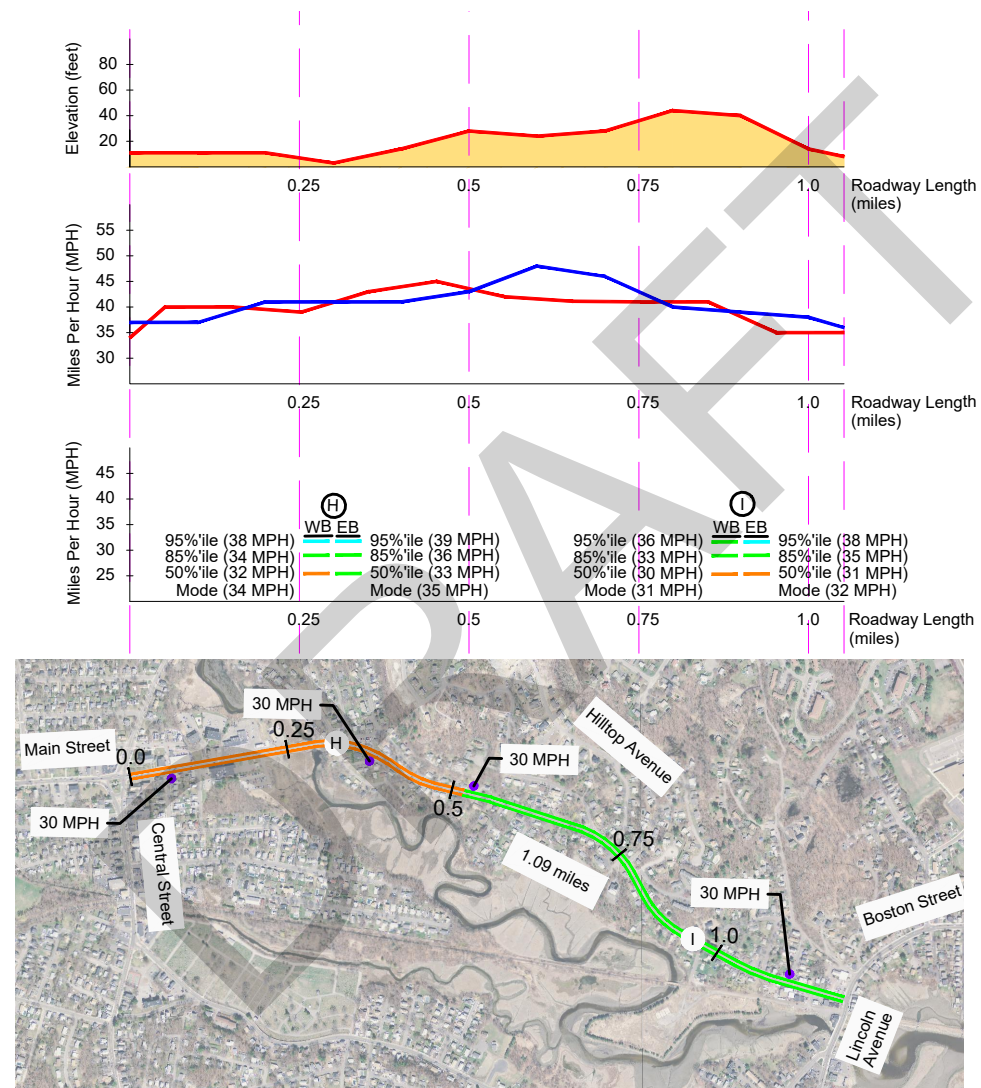 Elevation (feet)
80
60
40
20
0.25
0.5
0.75
1.0
Roadway Length
(miles)
Miles Per Hour (MPH)
55
50
45
40
35
30
0.25
0.5
0.75
1.0
Roadway Length
(miles)
Miles Per Hour (MPH)
45
40
35
30
25
H
WB EB
95%'ile (38 MPH) 95%'ile (39 MPH)
85%'ile (34 MPH) 85%'ile (36 MPH)
50%'ile (32 MPH) 50%'ile (33 MPH)
Mode (34 MPH) Mode (35 MPH)
I
WB EB
95%'ile (36 MPH) 95%'ile (38 MPH)
85%'ile (33 MPH) 85%'ile (35 MPH)
50%'ile (30 MPH) 50%'ile (31 MPH)
Mode (31 MPH) Mode (32 MPH)
0.25
0.5
0.75
1.0
Roadway Length
(miles)
DRAFT
Main Street
0.0
0.25
30 MPH
H
30 MPH
Central Street
0.5
30 MPH
Hilltop Avenue
0.75
1.09 miles
30 MPH
I
1.0
Boston Street
Lincoln
Avenue